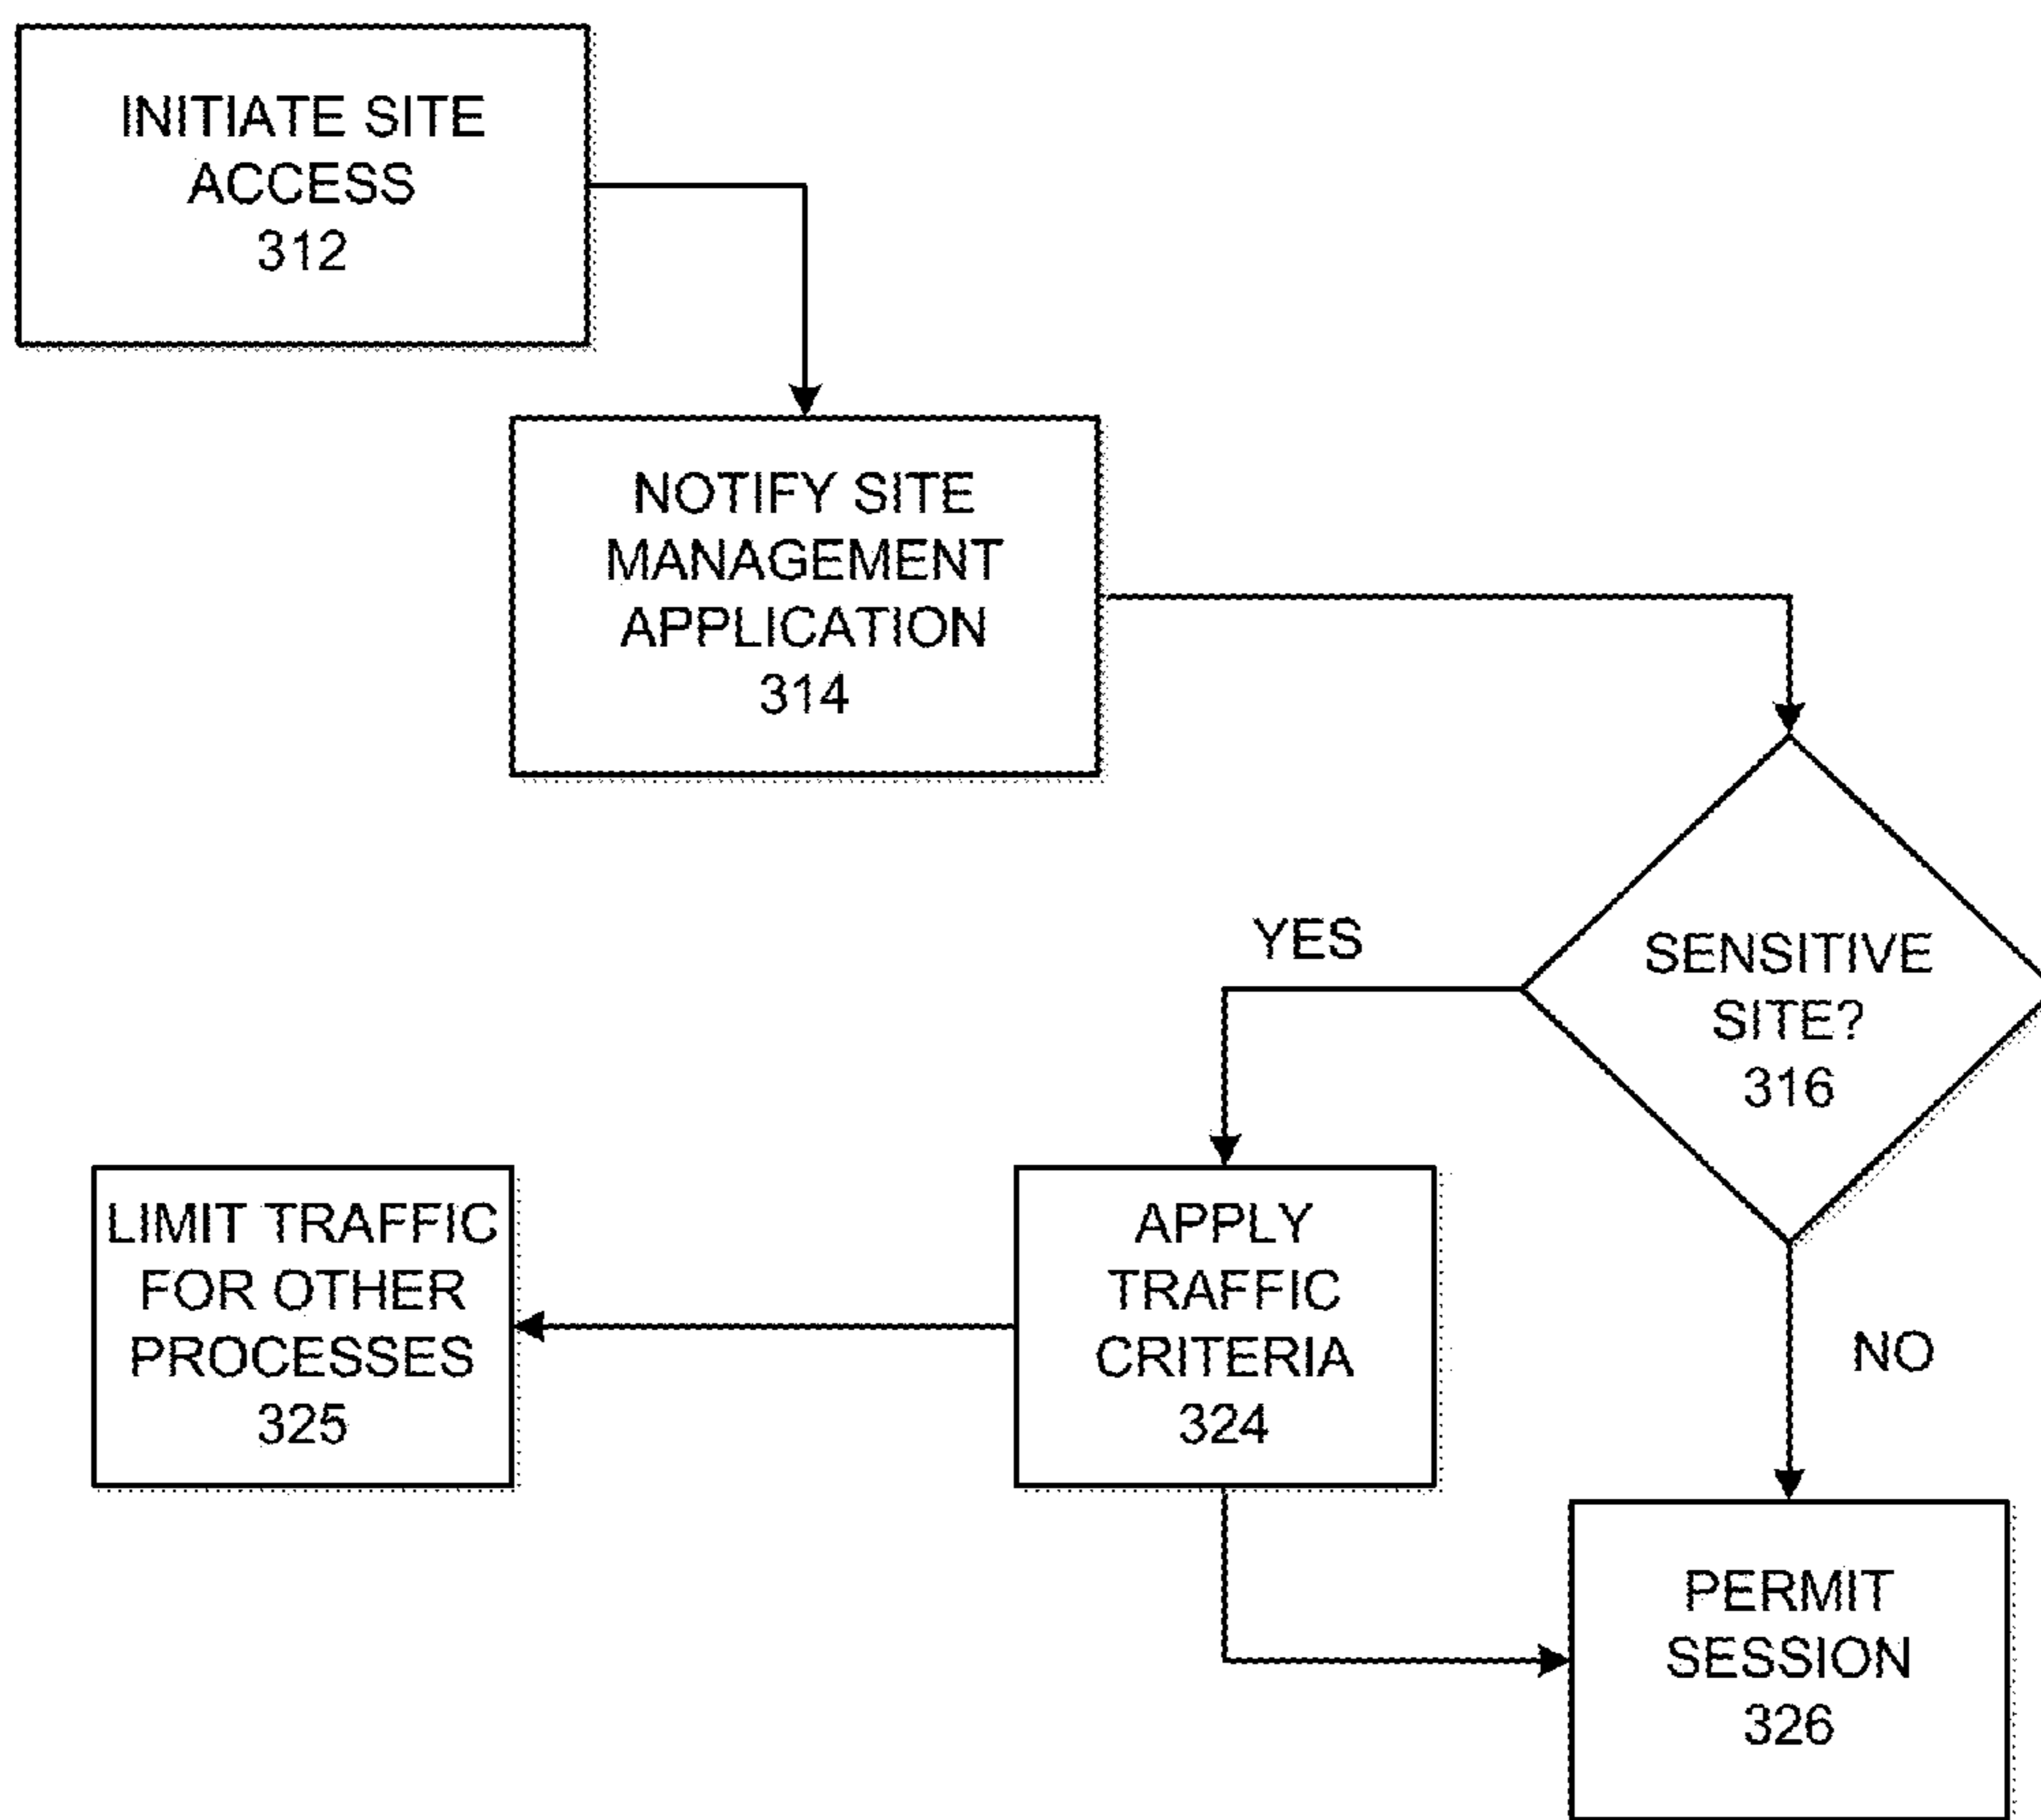 INITIATE SITE
ACCESS
312
NOTIFY SITE
MANAGEMENT
APPLICATION
314
SENSITIVE
SITE?
316
YES
NO
APPLY
TRAFFIC
CRITERIA
324
LIMIT TRAFFIC
FOR OTHER
PROCESSES
325
PERMIT
SESSION
326